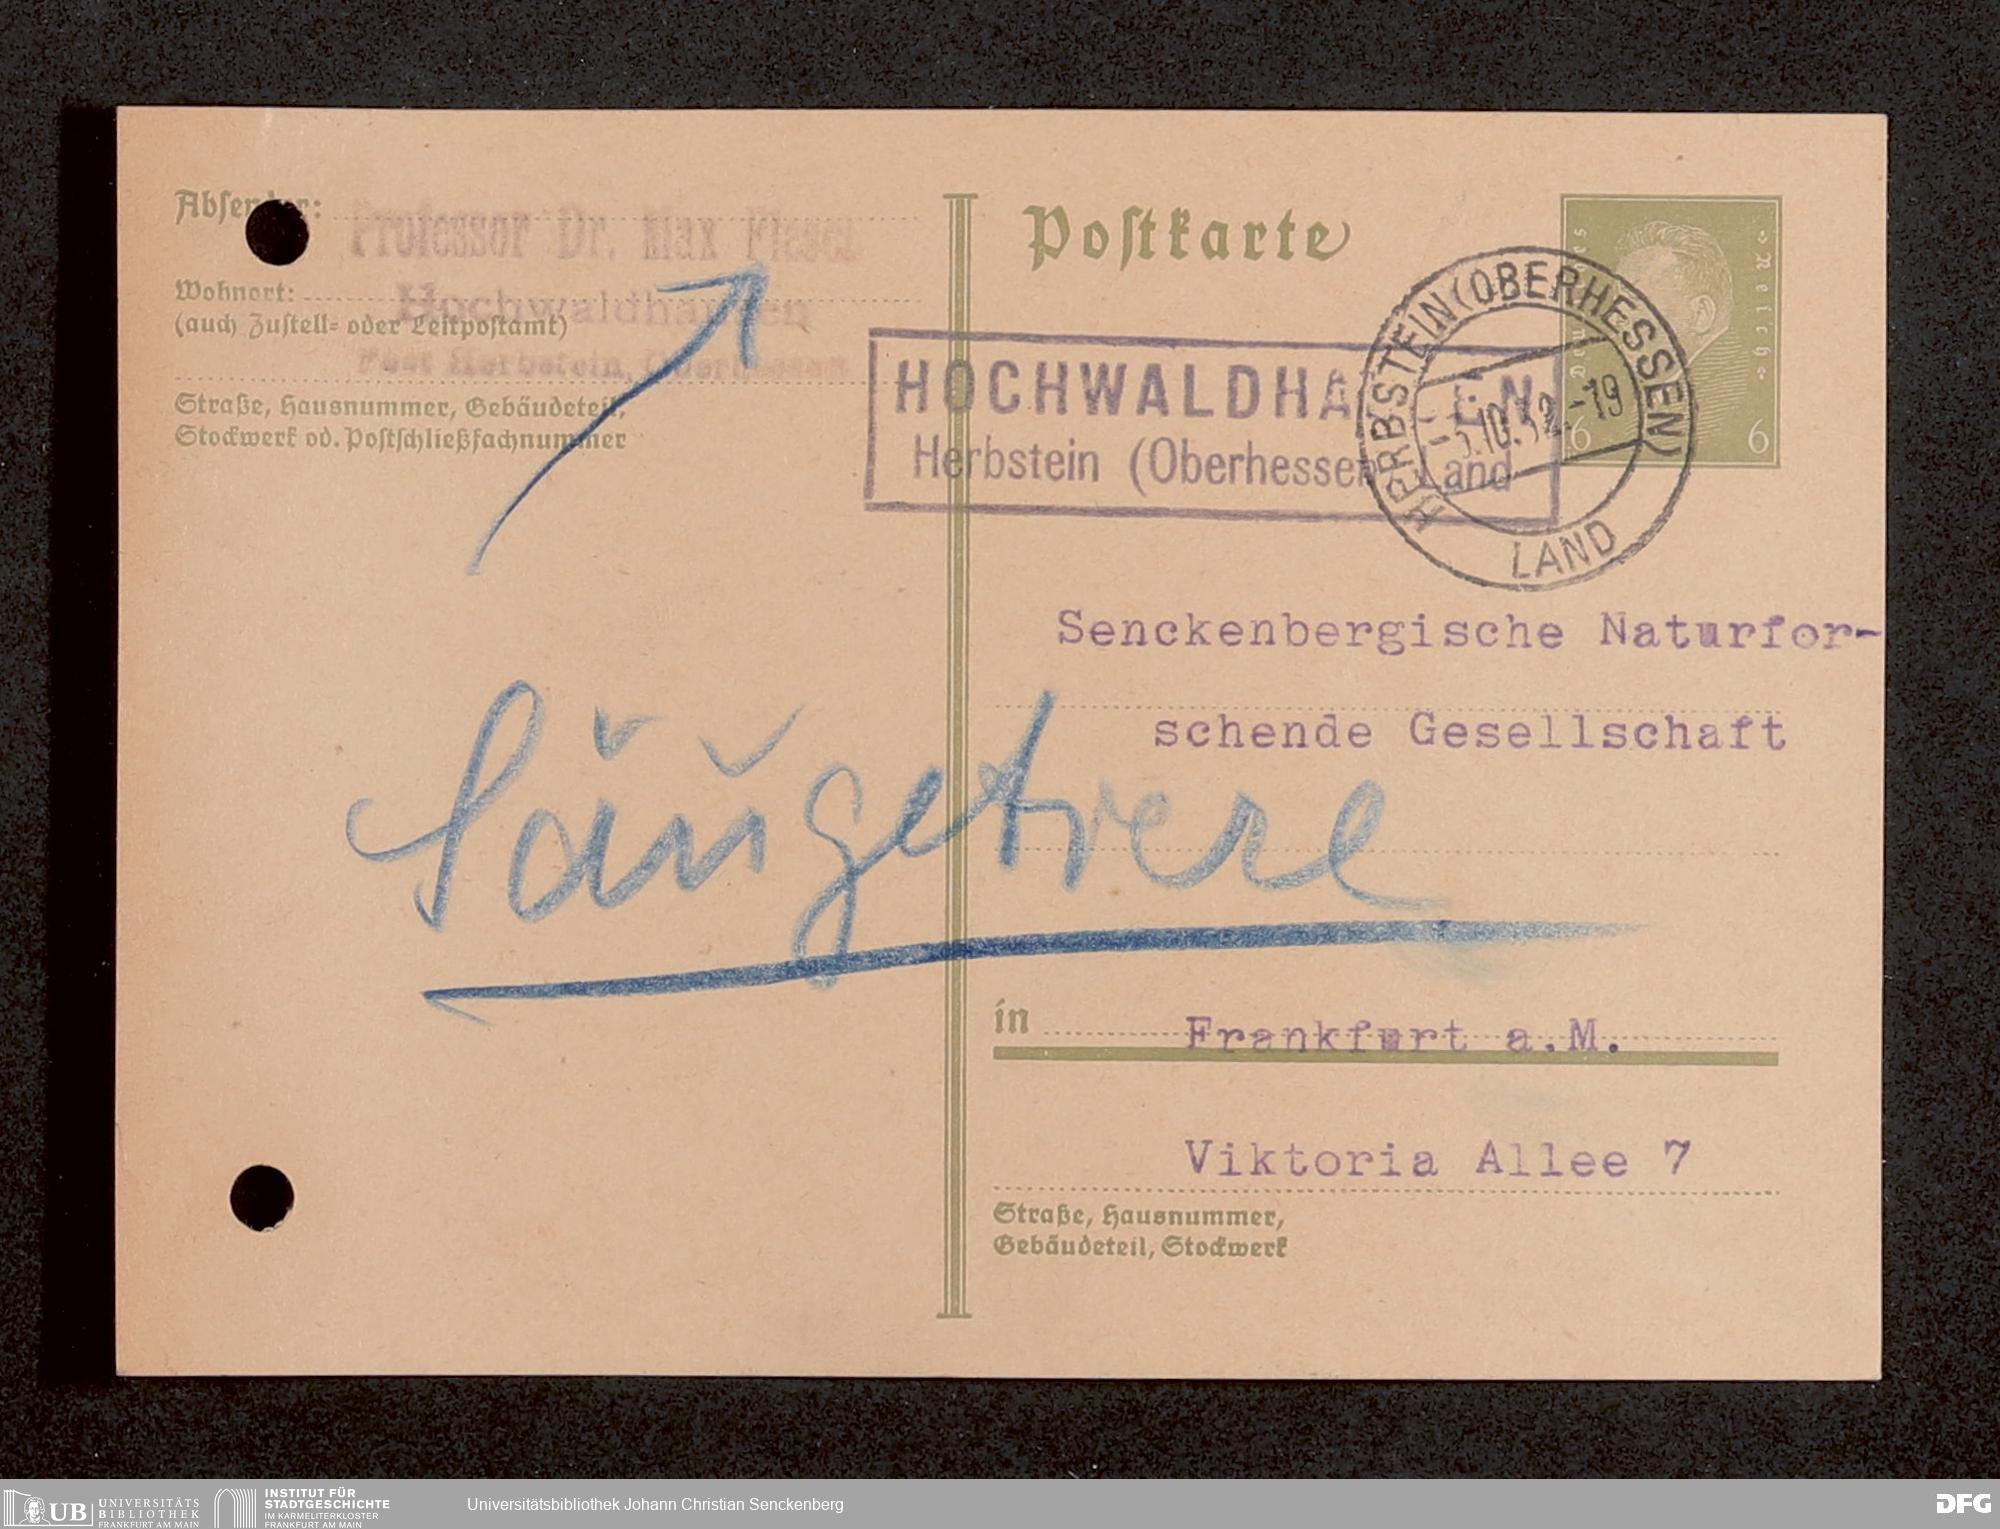 Absender: Professor Dr. Max Flesch
Wohnort: Hochwaldhausen
(auch Zustell- oder Leitpostamt)
Post Herbstein, Oberhessen
Straße, Hausnummer, Gebäudeteil,
Stockwerk od. Postschließfachnummer
Postkarte
Deutsches Reich
6 6
HOCHWALDHAUSEN
Herbstein (Oberhessen) Land
HERBSTEIN (OBERHESSEN)
10.32.-19
LAND
Senckenbergische Naturfor-
schende Gesellschaft
Säugetiere
in Frankfurt a.M.
Viktoria Allee 7
Straße, Hausnummer,
Gebäudeteil, Stockwerk
UB UNIVERSITÄTS
BIBLIOTHEK
FRANKFURT AM MAIN
INSTITUT FÜR
STADTGESCHICHTE
IM KARMELITERKLOSTER
FRANKFURT AM MAIN
Universitätsbibliothek Johann Christian Senckenberg
DFG